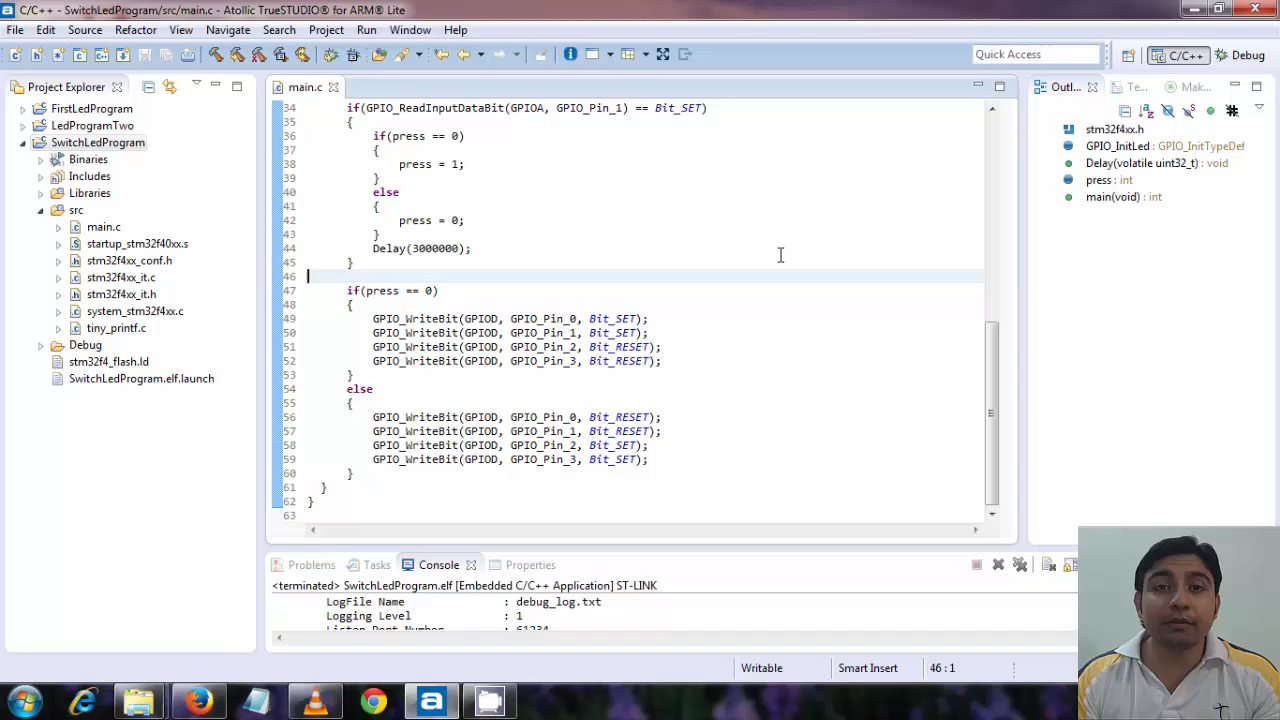 C/C++ - SwitchLedProgram/src/main.c - Atollic TrueSTUDIO® for ARM® Lite
File Edit Source Refactor View Navigate Search Project Run Window Help
Quick Access
C/C++
Debug
Project Explorer
FirstLedProgram
LedProgramTwo
SwitchLedProgram
Binaries
Includes
Libraries
src
main.c
startup_stm32f40xx.s
stm32f4xx_conf.h
stm32f4xx_it.c
stm32f4xx_it.h
system_stm32f4xx.c
tiny_printf.c
Debug
stm32f4_flash.ld
SwitchLedProgram.elf.launch
main.c
34 if(GPIO_ReadInputDataBit(GPIOA, GPIO_Pin_1) == Bit_SET)
35 {
36 if(press == 0)
37 {
38 press = 1;
39 }
40 else
41 {
42 press = 0;
43 }
44 Delay(3000000);
45 }
46
47 if(press == 0)
48 {
49 GPIO_WriteBit(GPIOD, GPIO_Pin_0, Bit_SET);
50 GPIO_WriteBit(GPIOD, GPIO_Pin_1, Bit_SET);
51 GPIO_WriteBit(GPIOD, GPIO_Pin_2, Bit_RESET);
52 GPIO_WriteBit(GPIOD, GPIO_Pin_3, Bit_RESET);
53 }
54 else
55 {
56 GPIO_WriteBit(GPIOD, GPIO_Pin_0, Bit_RESET);
57 GPIO_WriteBit(GPIOD, GPIO_Pin_1, Bit_RESET);
58 GPIO_WriteBit(GPIOD, GPIO_Pin_2, Bit_SET);
59 GPIO_WriteBit(GPIOD, GPIO_Pin_3, Bit_SET);
60 }
61 }
62 }
63
Outl... Te... Mak...
stm32f4xx.h
GPIO_InitLed : GPIO_InitTypeDef
Delay(volatile uint32_t) : void
press : int
main(void) : int
Problems Tasks Console Properties
<terminated> SwitchLedProgram.elf [Embedded C/C++ Application] ST-LINK
LogFile Name : debug_log.txt
Logging Level : 1
Listen Port Number : 61234
Writable Smart Insert 46 : 1